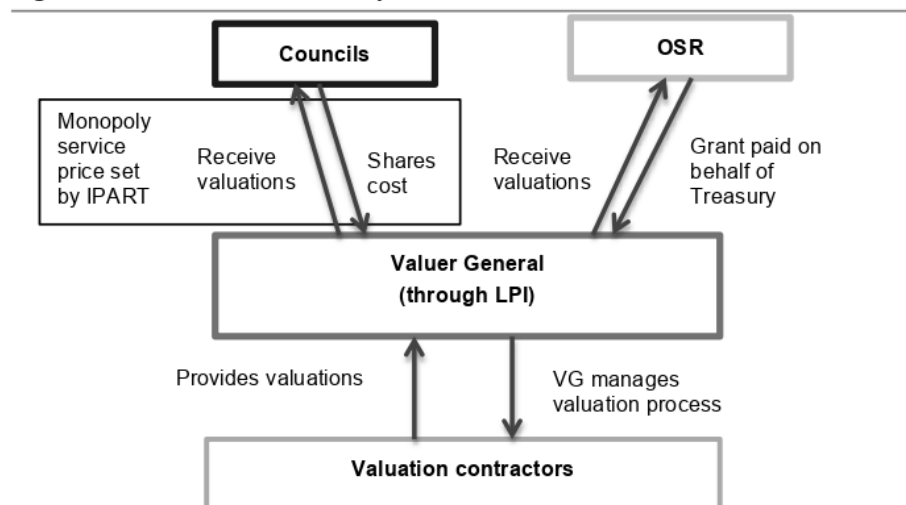 Councils
OSR
Monopoly
service
price set
by IPART
Receive
valuations
Shares
cost
Receive
valuations
Grant paid on
behalf of
Treasury
Valuer General
(through LPI)
Provides valuations
VG manages
valuation process
Valuation contractors